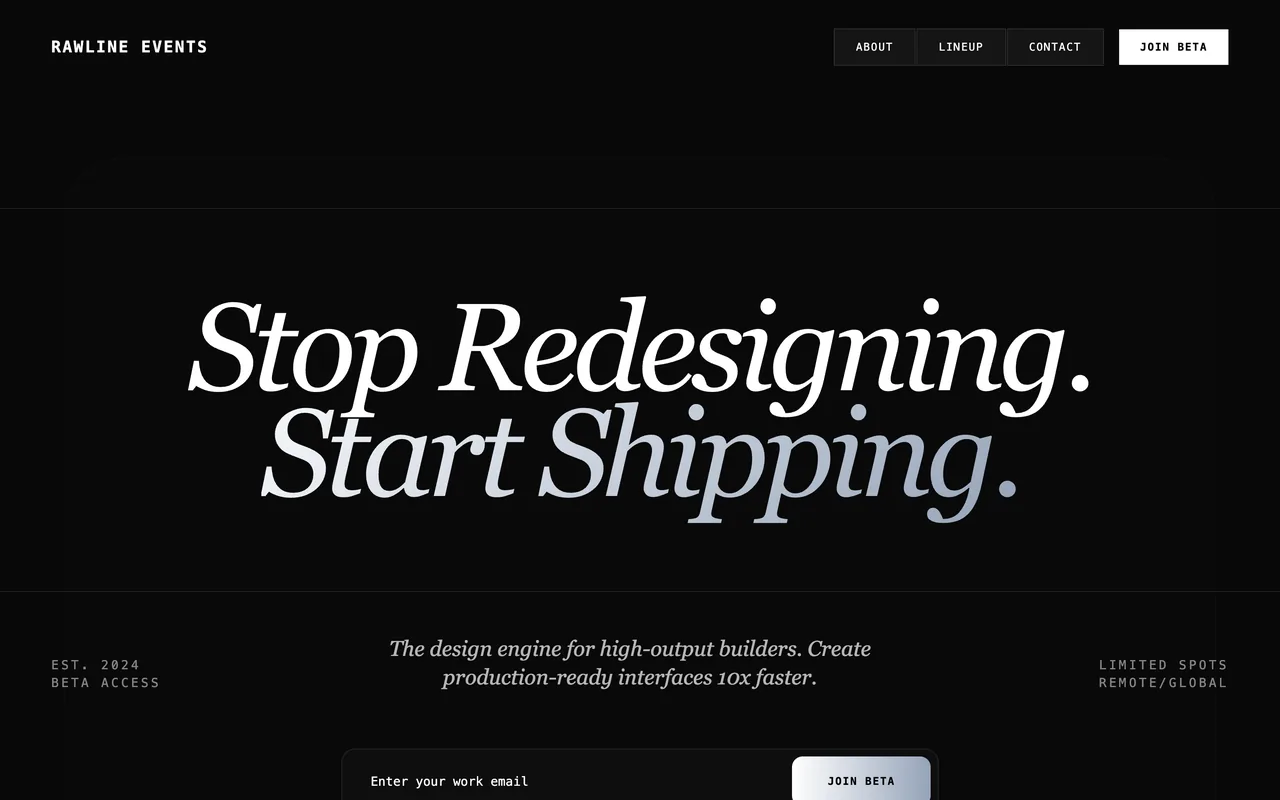 RAWLINE EVENTS
ABOUT
LINEUP
CONTACT
JOIN BETA
Stop Redesigning.
Start Shipping.
EST. 2024
BETA ACCESS
The design engine for high-output builders. Create
production-ready interfaces 10x faster.
LIMITED SPOTS
REMOTE/GLOBAL
Enter your work email
JOIN BETA